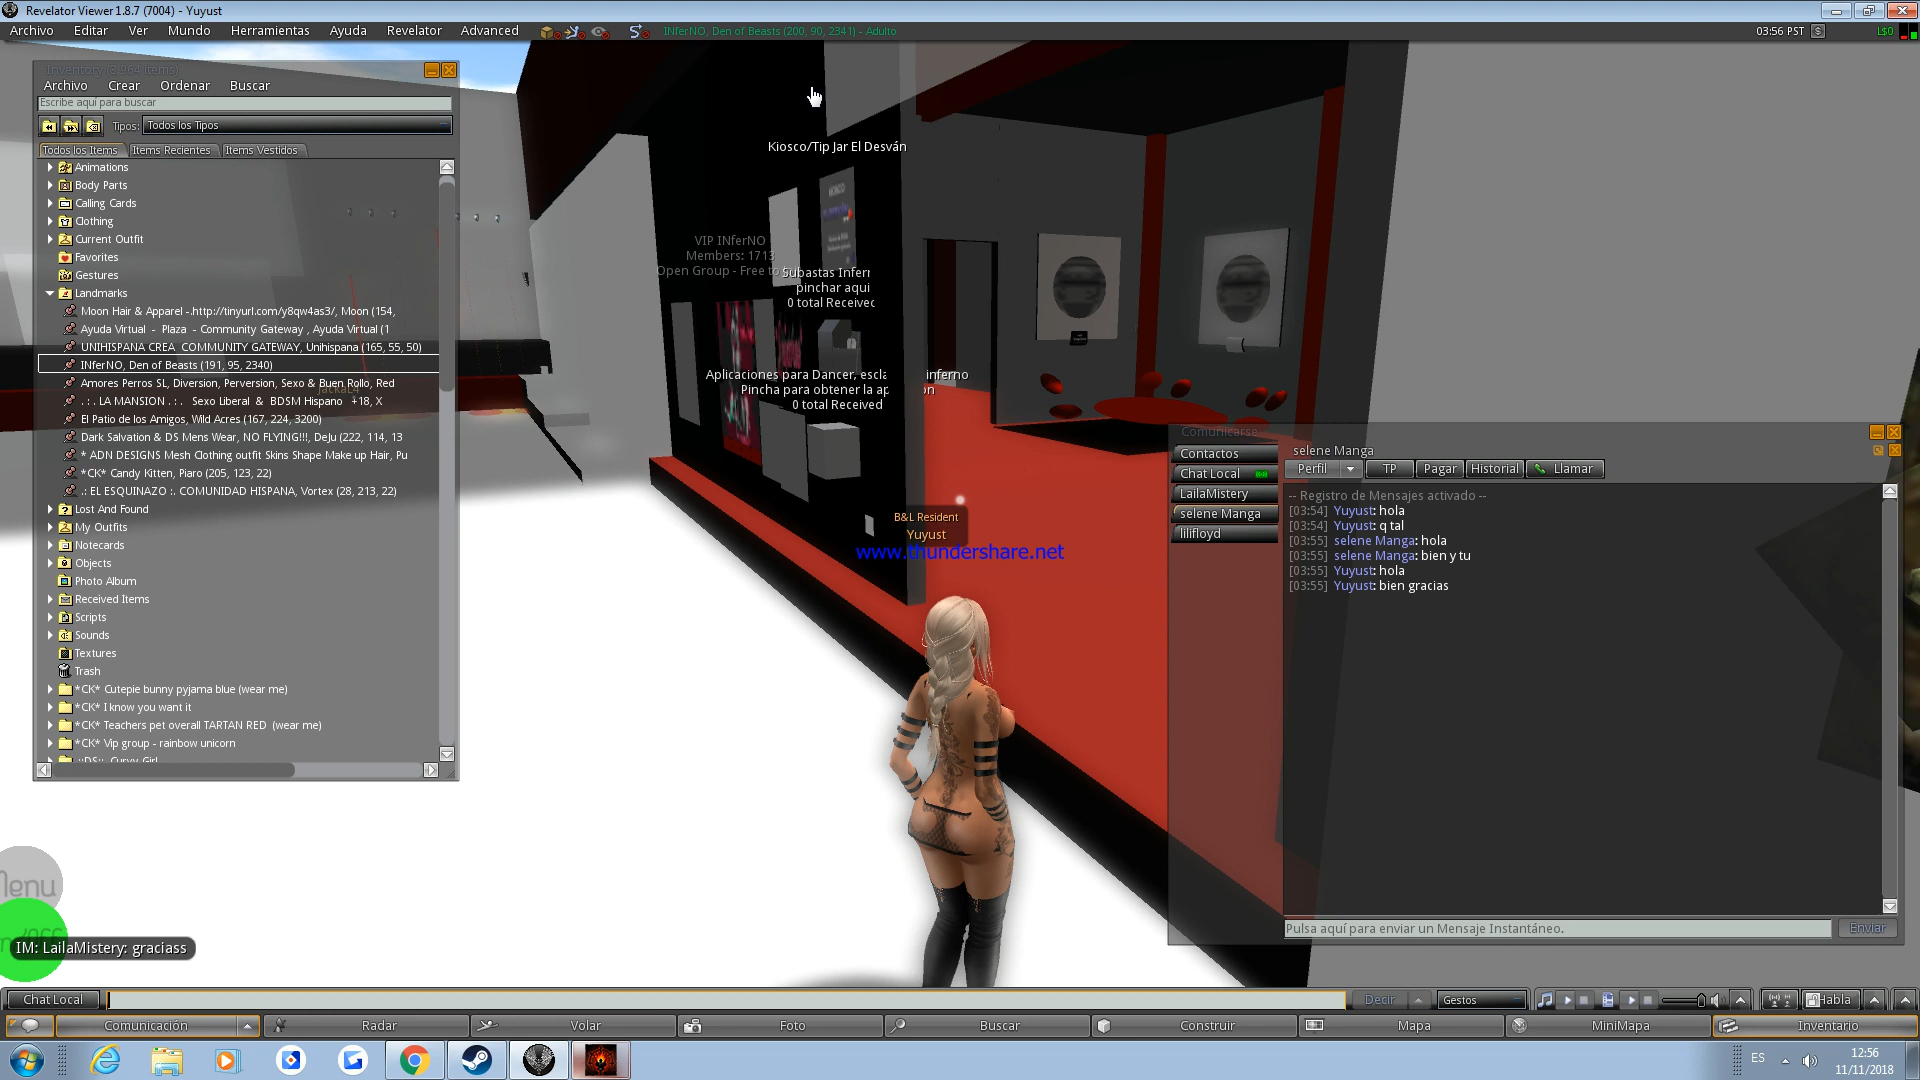 Revelator Viewer 1.8.7 (7004) - Yuyust
Archivo Editar Ver Mundo Herramientas Ayuda Revelator Advanced
INferNO, Den of Beasts (200, 90, 2341) - Adulto
03:56 PST
L$0
Inventory (8,964 items)
Archivo Crear Ordenar Buscar
Escribe aquí para buscar
Tipos: Todos los Tipos
Todos los Items Items Recientes Items Vestidos
Animations
Body Parts
Calling Cards
Clothing
Current Outfit
Favorites
Gestures
Landmarks
Moon Hair & Apparel -.http://tinyurl.com/y8qw4as3/, Moon (154,
Ayuda Virtual - Plaza - Community Gateway , Ayuda Virtual (1
UNIHISPANA CREA COMMUNITY GATEWAY, Unihispana (165, 55, 50)
INferNO, Den of Beasts (191, 95, 2340)
Amores Perros SL, Diversion, Perversion, Sexo & Buen Rollo, Red
. : . LA MANSION . : . Sexo Liberal & BDSM Hispano +18, X
El Patio de los Amigos, Wild Acres (167, 224, 3200)
Dark Salvation & DS Mens Wear, NO FLYING!!!, DeJu (222, 114, 13
* ADN DESIGNS Mesh Clothing outfit Skins Shape Make up Hair, Pu
*CK* Candy Kitten, Piaro (205, 123, 22)
.: EL ESQUINAZO :. COMUNIDAD HISPANA, Vortex (28, 213, 22)
Lost And Found
My Outfits
Notecards
Objects
Photo Album
Received Items
Scripts
Sounds
Textures
Trash
*CK* Cutepie bunny pyjama blue (wear me)
*CK* I know you want it
*CK* Teachers pet overall TARTAN RED (wear me)
*CK* Vip group - rainbow unicorn
.::DS::. Curvy Girl
Kiosco/Tip Jar El Desván
VIP INferNO
Members: 1713
Open Group - Free to
Subastas Inferr
pinchar aqui
0 total Received
Aplicaciones para Dancer, escla inferno
Pincha para obtener la ap on
0 total Received
B&L Resident
Yuyust
www.thundershare.net
Comunicarse
Contactos
Chat Local
LailaMistery
selene Manga
lilifloyd
selene Manga
Perfil TP Pagar Historial Llamar
-- Registro de Mensajes activado --
[03:54] Yuyust: hola
[03:54] Yuyust: q tal
[03:55] selene Manga: hola
[03:55] selene Manga: bien y tu
[03:55] Yuyust: hola
[03:55] Yuyust: bien gracias
Pulsa aquí para enviar un Mensaje Instantáneo.
Enviar
Menu
IM: LailaMistery: graciass
Chat Local
Decir
Gestos
Habla
Comunicación Radar Volar Foto Buscar Construir Mapa MiniMapa Inventario
ES
12:56
11/11/2018